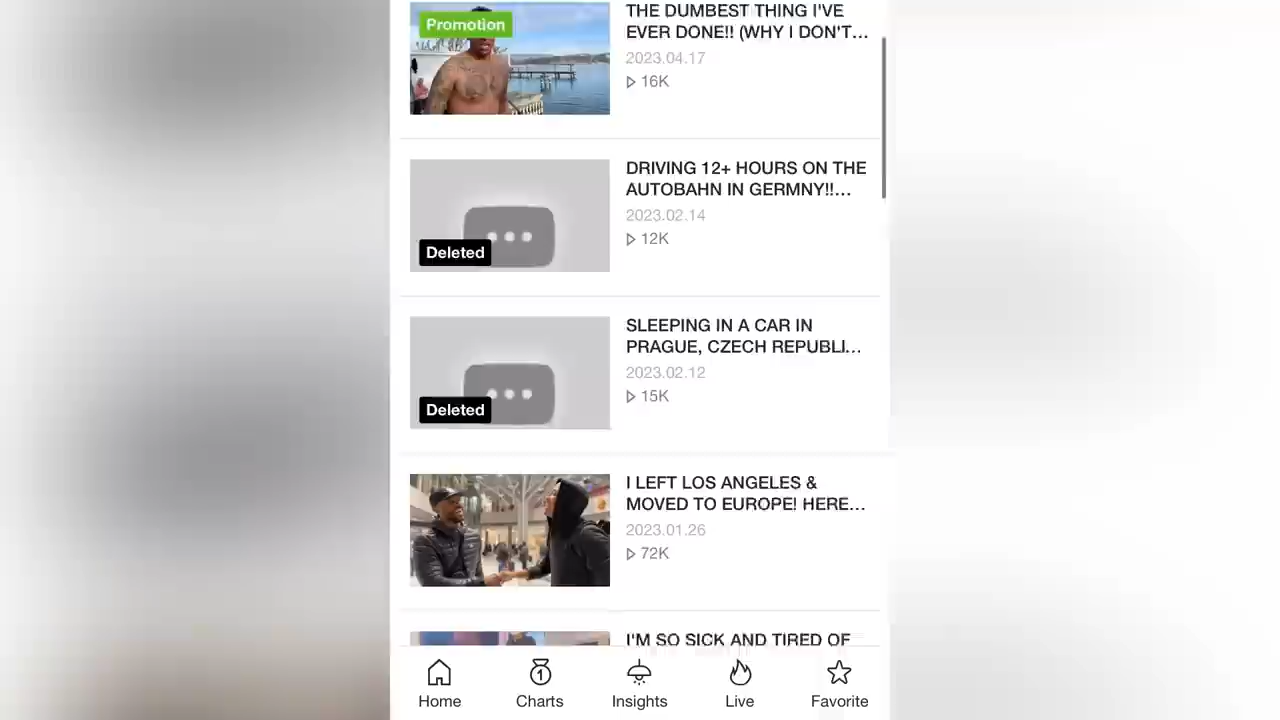 Promotion
THE DUMBEST THING I'VE
EVER DONE!! (WHY I DON'T...
2023.04.17
16K
DRIVING 12+ HOURS ON THE
AUTOBAHN IN GERMNY!!...
2023.02.14
12K
Deleted
SLEEPING IN A CAR IN
PRAGUE, CZECH REPUBLI...
2023.02.12
15K
Deleted
I LEFT LOS ANGELES &
MOVED TO EUROPE! HERE...
2023.01.26
72K
I'M SO SICK AND TIRED OF
1
Home
Charts
Insights
Live
Favorite